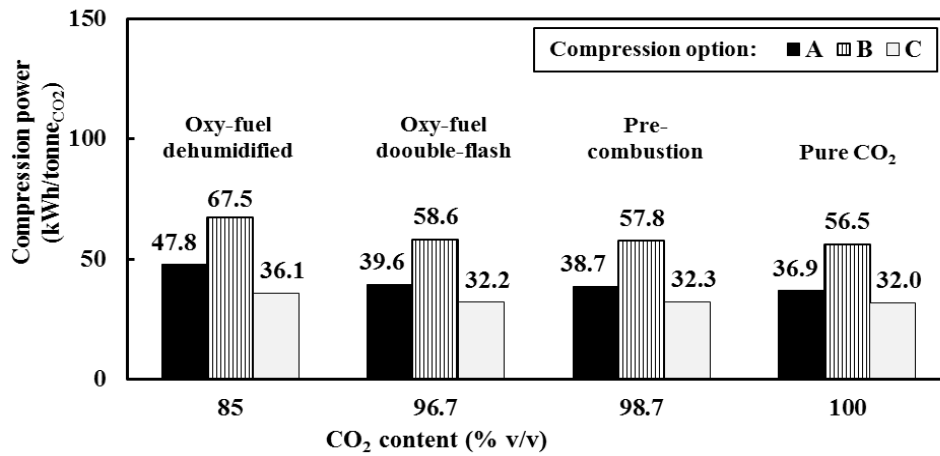 150
100
50
0
Compression power
(kWh/tonneCO2)
Compression option: A B C
Oxy-fuel
dehumidified
Oxy-fuel
doouble-flash
Pre-
combustion
Pure CO2
47.8 67.5 36.1
39.6 58.6 32.2
38.7 57.8 32.3
36.9 56.5 32.0
85 96.7 98.7 100
CO2 content (% v/v)